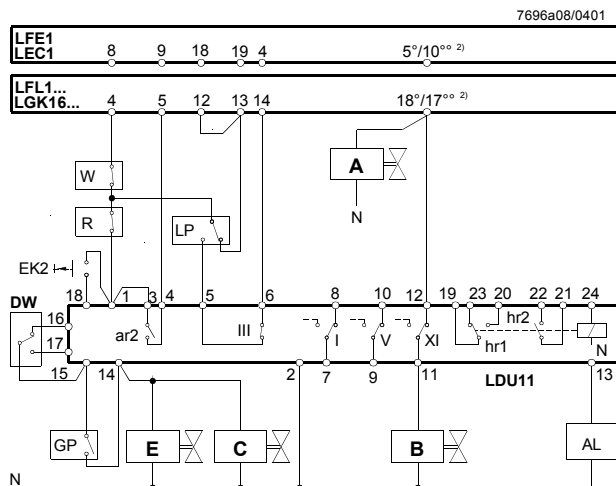 7696a08/0401
LFE1
LEC1
8 9 18 19 4 5°/10°° 2)
LFL1...
LGK16...
4 5 12 13 14 18°/17°° 2)
A
W
N
R
LP
EK2
18 1 3 4 5 6 8 10 12 19 23 20 22 21 24
DW
16
ar2 III I V XI hr1 hr2
N
17
15 14 2 7 9 11 LDU11 13
GP E C B AL
N